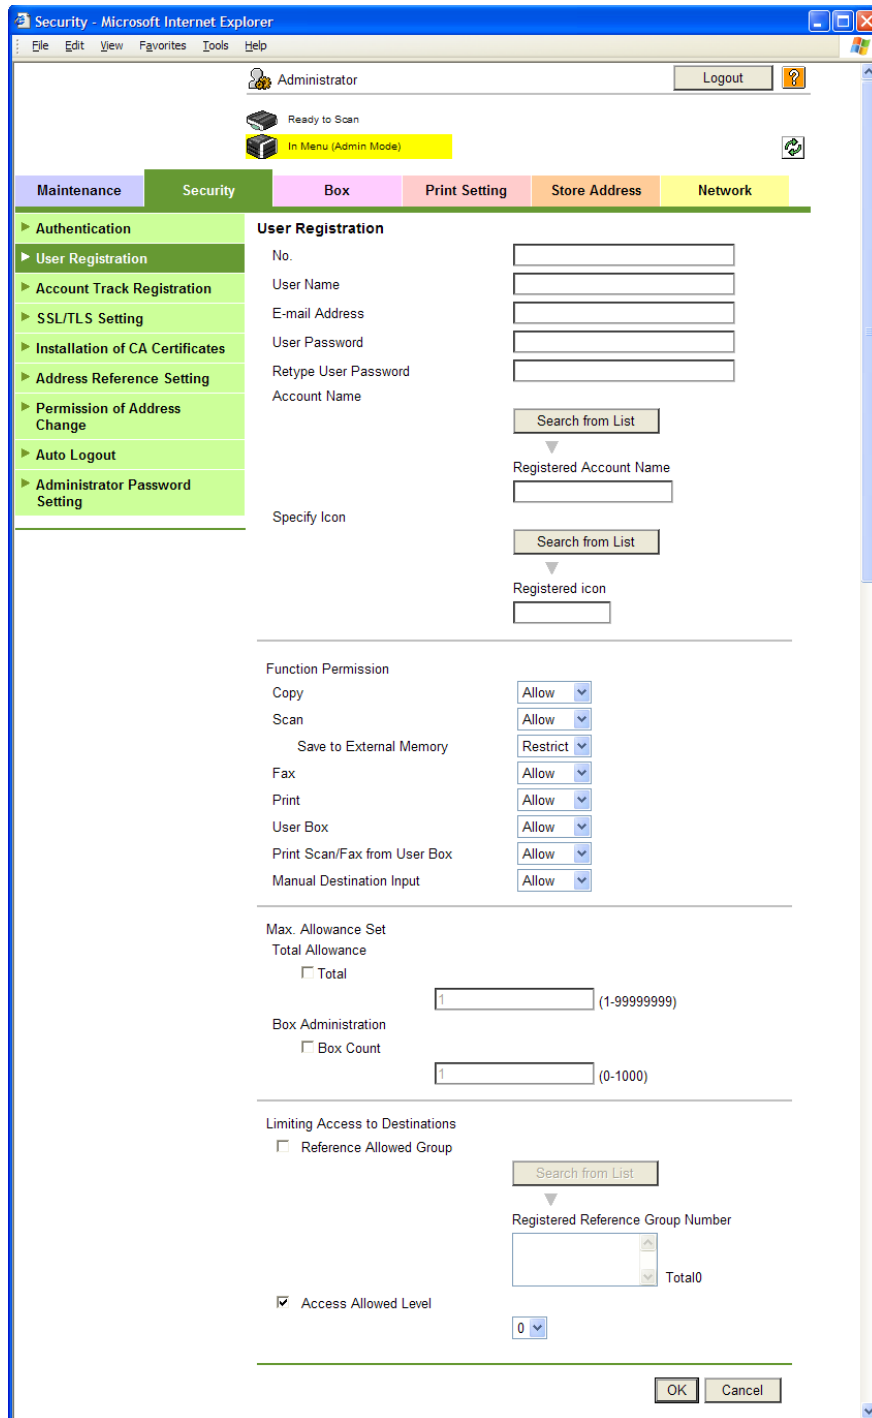 Security - Microsoft Internet Explorer
File Edit View Favorites Tools Help
Administrator
Logout
?
Ready to Scan
In Menu (Admin Mode)
Maintenance Security Box Print Setting Store Address Network
Authentication
User Registration
Account Track Registration
SSL/TLS Setting
Installation of CA Certificates
Address Reference Setting
Permission of Address
Change
Auto Logout
Administrator Password
Setting
User Registration
No.
User Name
E-mail Address
User Password
Retype User Password
Account Name
Search from List
Registered Account Name
Specify Icon
Search from List
Registered icon
Function Permission
Copy Allow
Scan Allow
Save to External Memory Restrict
Fax Allow
Print Allow
User Box Allow
Print Scan/Fax from User Box Allow
Manual Destination Input Allow
Max. Allowance Set
Total Allowance
Total
1 (1-99999999)
Box Administration
Box Count
1 (0-1000)
Limiting Access to Destinations
Reference Allowed Group
Search from List
Registered Reference Group Number
Total0
Access Allowed Level
0
OK Cancel